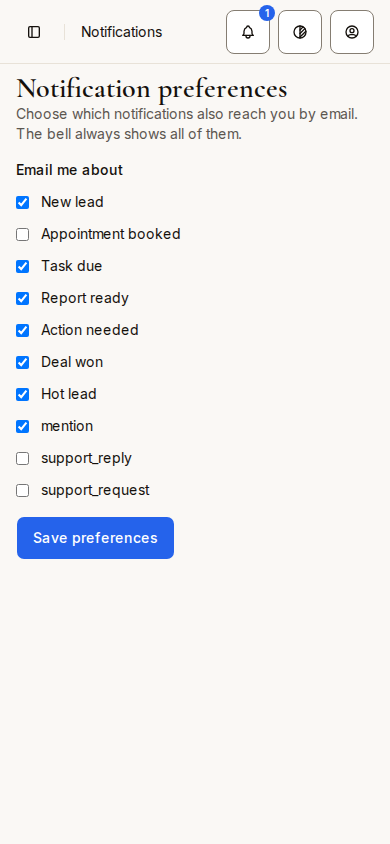 Notifications
1
Notification preferences
Choose which notifications also reach you by email.
The bell always shows all of them.
Email me about
New lead
Appointment booked
Task due
Report ready
Action needed
Deal won
Hot lead
mention
support_reply
support_request
Save preferences